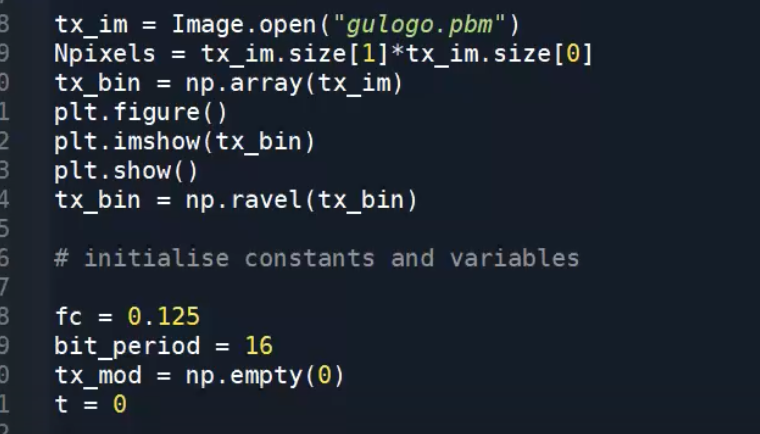 8 tx_im = Image.open("gulogo.pbm")
9 Npixels = tx_im.size[1]*tx_im.size[0]
0 tx_bin = np.array(tx_im)
1 plt.figure()
2 plt.imshow(tx_bin)
3 plt.show()
4 tx_bin = np.ravel(tx_bin)
5
6 # initialise constants and variables
7
8 fc = 0.125
9 bit_period = 16
0 tx_mod = np.empty(0)
1 t = 0